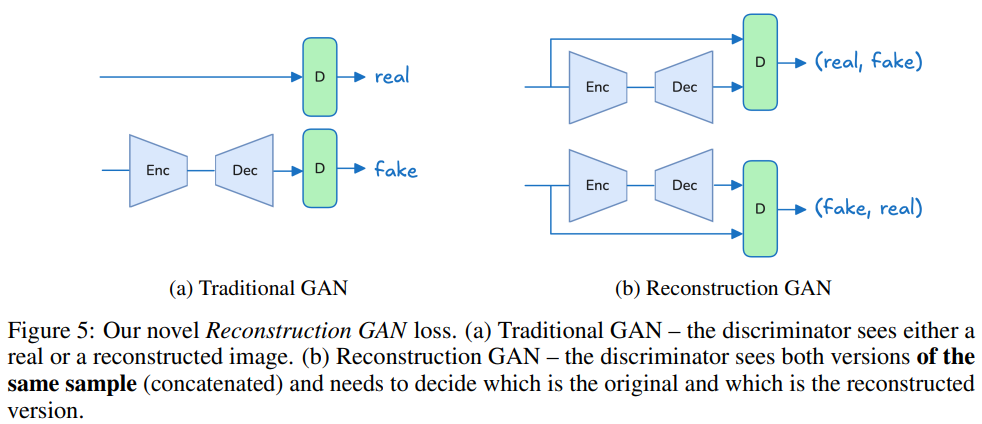 D
real
Enc
Dec
D
fake
(a) Traditional GAN
Enc
Dec
D
(real, fake)
Enc
Dec
D
(fake, real)
(b) Reconstruction GAN
Figure 5: Our novel Reconstruction GAN loss. (a) Traditional GAN – the discriminator sees either a
real or a reconstructed image. (b) Reconstruction GAN – the discriminator sees both versions of the
same sample (concatenated) and needs to decide which is the original and which is the reconstructed
version.